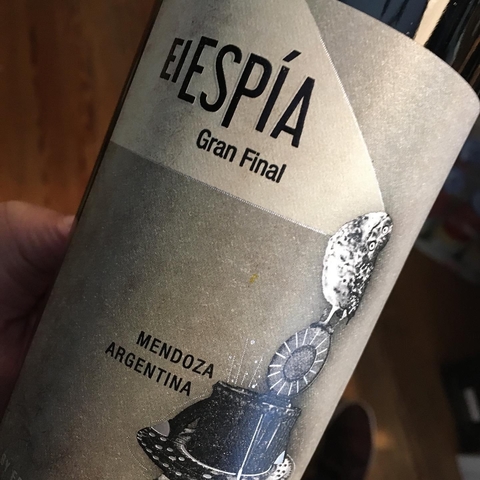 El ESPÍA
Gran Final
MENDOZA
ARGENTINA